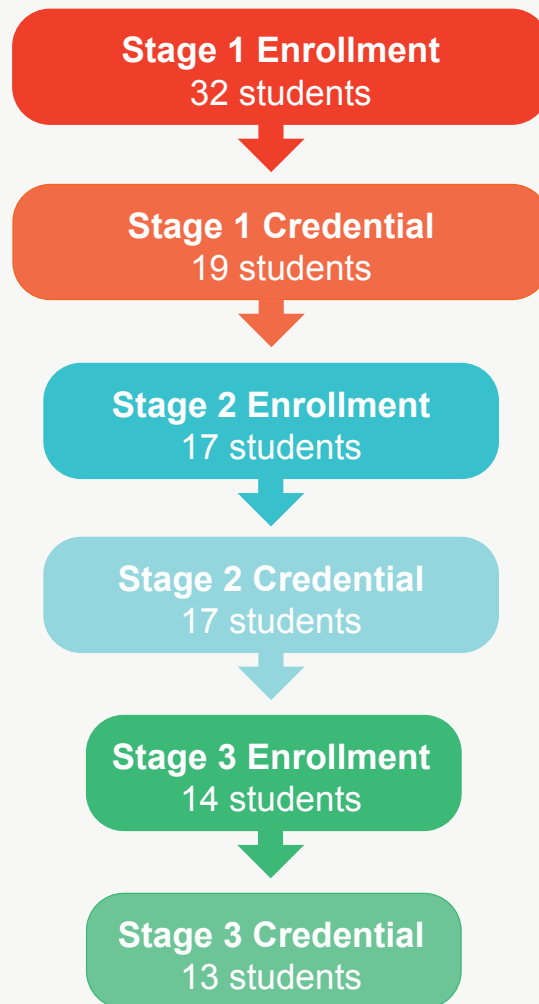 Stage 1 Enrollment
32 students
Stage 1 Credential
19 students
Stage 2 Enrollment
17 students
Stage 2 Credential
17 students
Stage 3 Enrollment
14 students
Stage 3 Credential
13 students